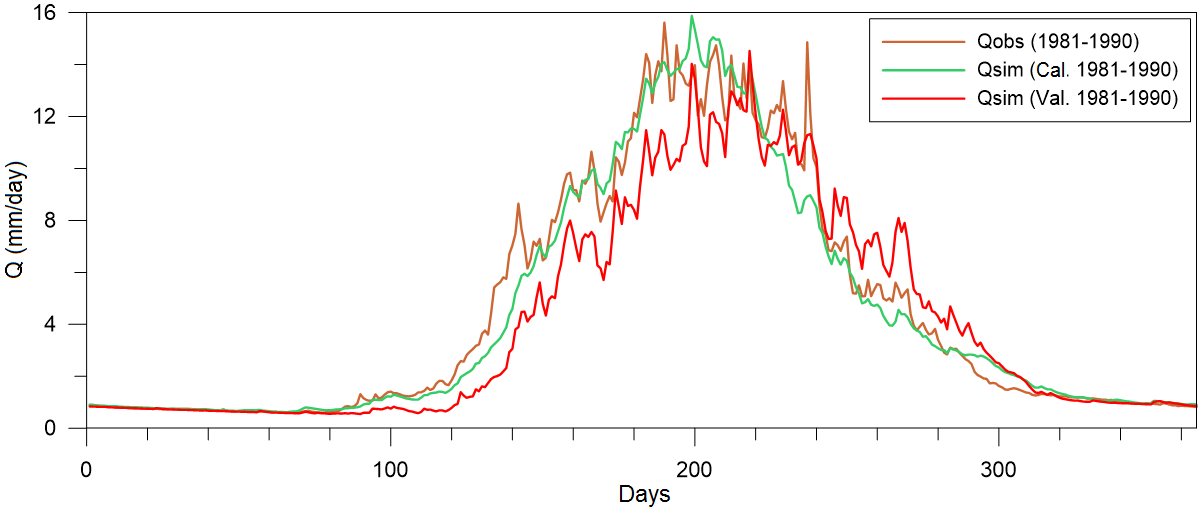 16
12
8
4
0
Q (mm/day)
Qobs (1981-1990)
Qsim (Cal. 1981-1990)
Qsim (Val. 1981-1990)
0 100 200 300
Days